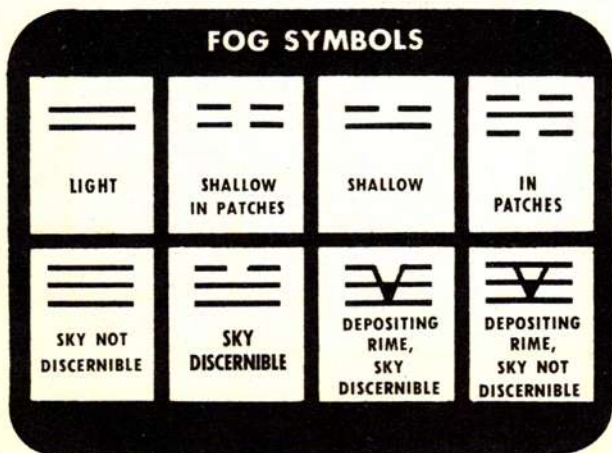 FOG SYMBOLS
LIGHT
SHALLOW
IN PATCHES
SHALLOW
IN
PATCHES
SKY NOT
DISCERNIBLE
SKY
DISCERNIBLE
DEPOSITING
RIME,
SKY
DISCERNIBLE
DEPOSITING
RIME,
SKY NOT
DISCERNIBLE